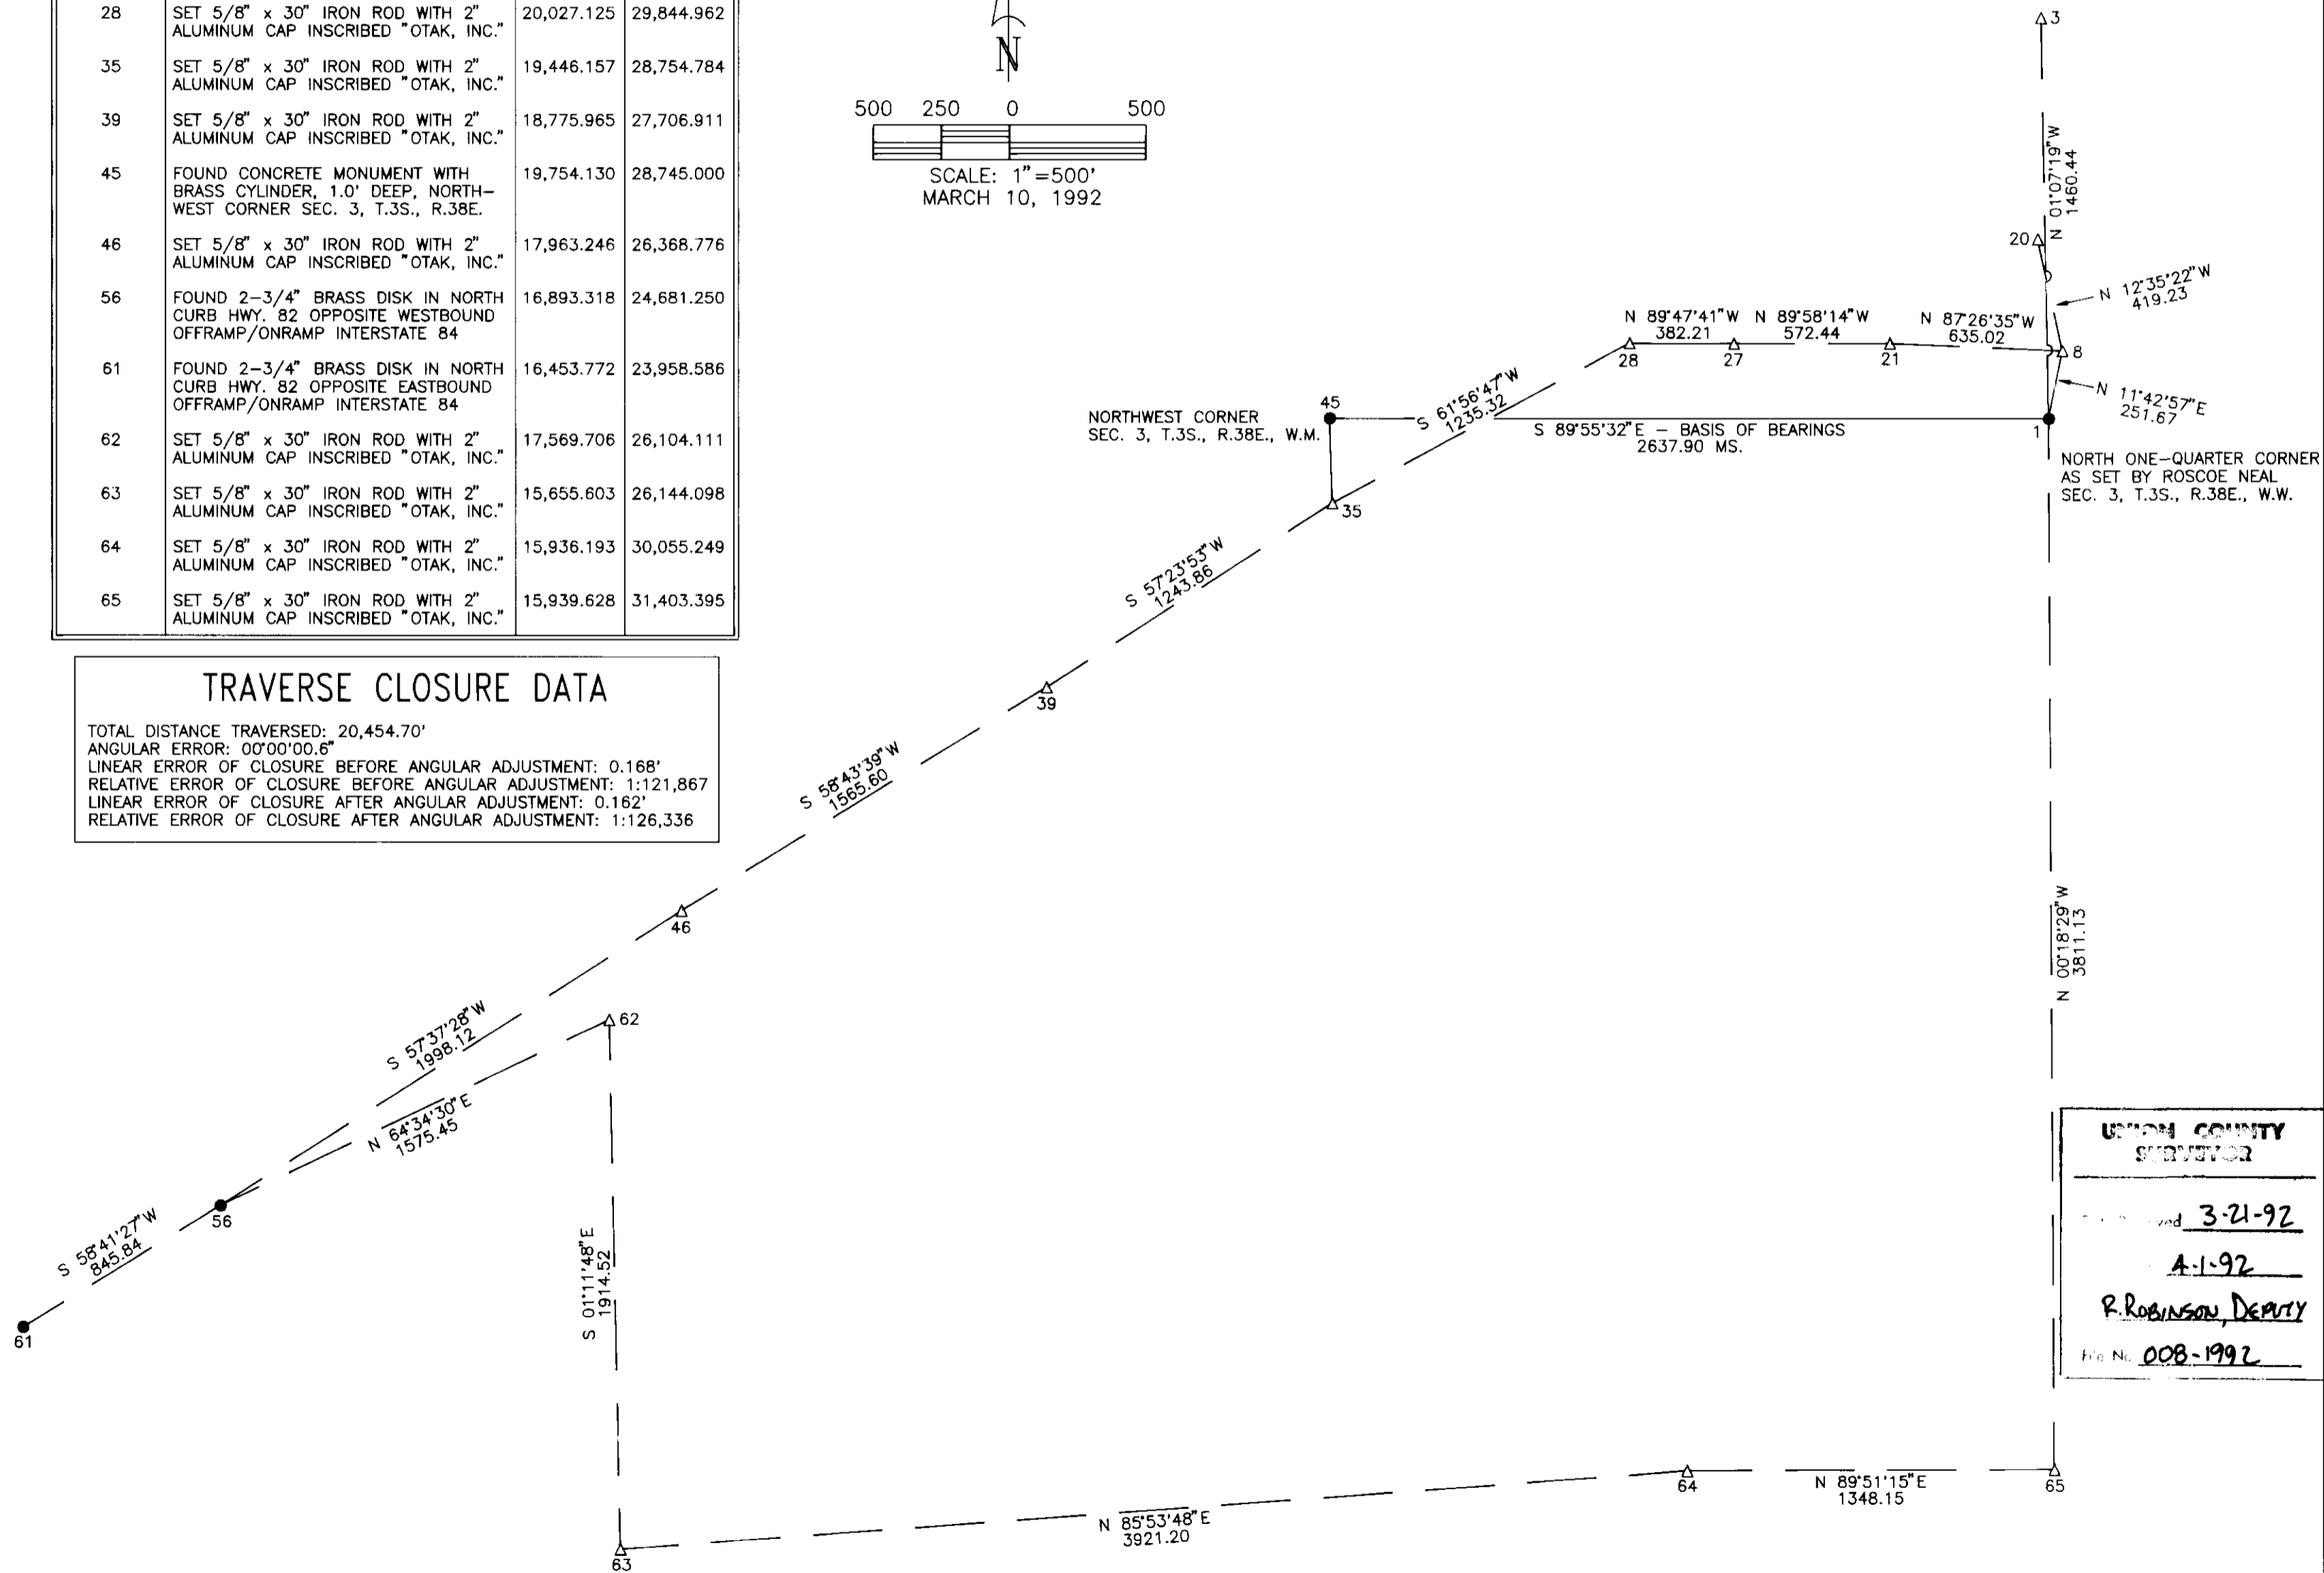 28 SET 5/8" x 30" IRON ROD WITH 2" 20,027.125 29,844.962
ALUMINUM CAP INSCRIBED "OTAK, INC."
35 SET 5/8" x 30" IRON ROD WITH 2" 19,446.157 28,754.784
ALUMINUM CAP INSCRIBED "OTAK, INC."
39 SET 5/8" x 30" IRON ROD WITH 2" 18,775.965 27,706.911
ALUMINUM CAP INSCRIBED "OTAK, INC."
45 FOUND CONCRETE MONUMENT WITH 19,754.130 28,745.000
BRASS CYLINDER, 1.0' DEEP, NORTH-
WEST CORNER SEC. 3, T.3S., R.38E.
46 SET 5/8" x 30" IRON ROD WITH 2" 17,963.246 26,368.776
ALUMINUM CAP INSCRIBED "OTAK, INC."
56 FOUND 2-3/4" BRASS DISK IN NORTH 16,893.318 24,681.250
CURB HWY. 82 OPPOSITE WESTBOUND
OFFRAMP/ONRAMP INTERSTATE 84
61 FOUND 2-3/4" BRASS DISK IN NORTH 16,453.772 23,958.586
CURB HWY. 82 OPPOSITE EASTBOUND
OFFRAMP/ONRAMP INTERSTATE 84
62 SET 5/8" x 30" IRON ROD WITH 2" 17,569.706 26,104.111
ALUMINUM CAP INSCRIBED "OTAK, INC."
63 SET 5/8" x 30" IRON ROD WITH 2" 15,655.603 26,144.098
ALUMINUM CAP INSCRIBED "OTAK, INC."
64 SET 5/8" x 30" IRON ROD WITH 2" 15,936.193 30,055.249
ALUMINUM CAP INSCRIBED "OTAK, INC."
65 SET 5/8" x 30" IRON ROD WITH 2" 15,939.628 31,403.395
ALUMINUM CAP INSCRIBED "OTAK, INC."
TRAVERSE CLOSURE DATA
TOTAL DISTANCE TRAVERSED: 20,454.70'
ANGULAR ERROR: 00°00'00.6"
LINEAR ERROR OF CLOSURE BEFORE ANGULAR ADJUSTMENT: 0.168'
RELATIVE ERROR OF CLOSURE BEFORE ANGULAR ADJUSTMENT: 1:121,867
LINEAR ERROR OF CLOSURE AFTER ANGULAR ADJUSTMENT: 0.162'
RELATIVE ERROR OF CLOSURE AFTER ANGULAR ADJUSTMENT: 1:126,336
N
500 250 0 500
SCALE: 1"=500'
MARCH 10, 1992
3
N 01°07'19"W
1460.44
20
N 12°35'22"W
419.23
N 89°47'41"W
382.21
N 89°58'14"W
572.44
N 87°26'35"W
635.02
28
27
21
8
N 11°42'57"E
251.67
45
NORTHWEST CORNER
SEC. 3, T.3S., R.38E., W.M.
S 61°56'47"W
1235.32
S 89°55'32"E - BASIS OF BEARINGS
2637.90 MS.
1
NORTH ONE-QUARTER CORNER
AS SET BY ROSCOE NEAL
SEC. 3, T.3S., R.38E., W.W.
35
S 57°23'53"W
1243.86
39
S 58°43'39"W
1565.60
46
N 00°18'29"W
3811.13
S 57°37'28"W
1998.12
62
N 64°34'30"E
1575.45
56
S 58°41'27"W
845.84
61
S 01°11'48"E
1914.52
63
N 85°53'48"E
3921.20
64
N 89°51'15"E
1348.15
65
UNION COUNTY
SURVEYOR
3-21-92
4-1-92
R. ROBINSON, DEPUTY
File No. 008-1992